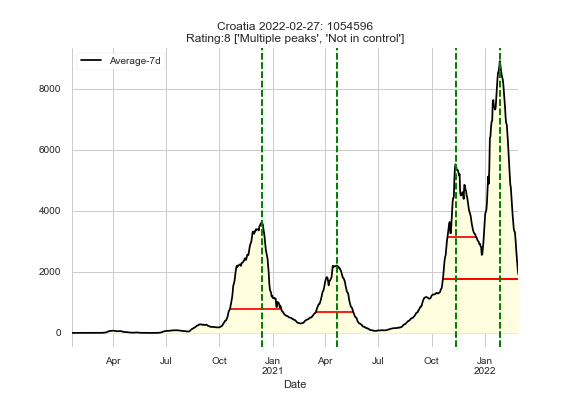 Croatia 2022-02-27: 1054596
Rating:8 ['Multiple peaks', 'Not in control']
Average-7d
8000
6000
4000
2000
0
Apr
Jul
Oct
Jan
2021
Apr
Jul
Oct
Jan
2022
Date